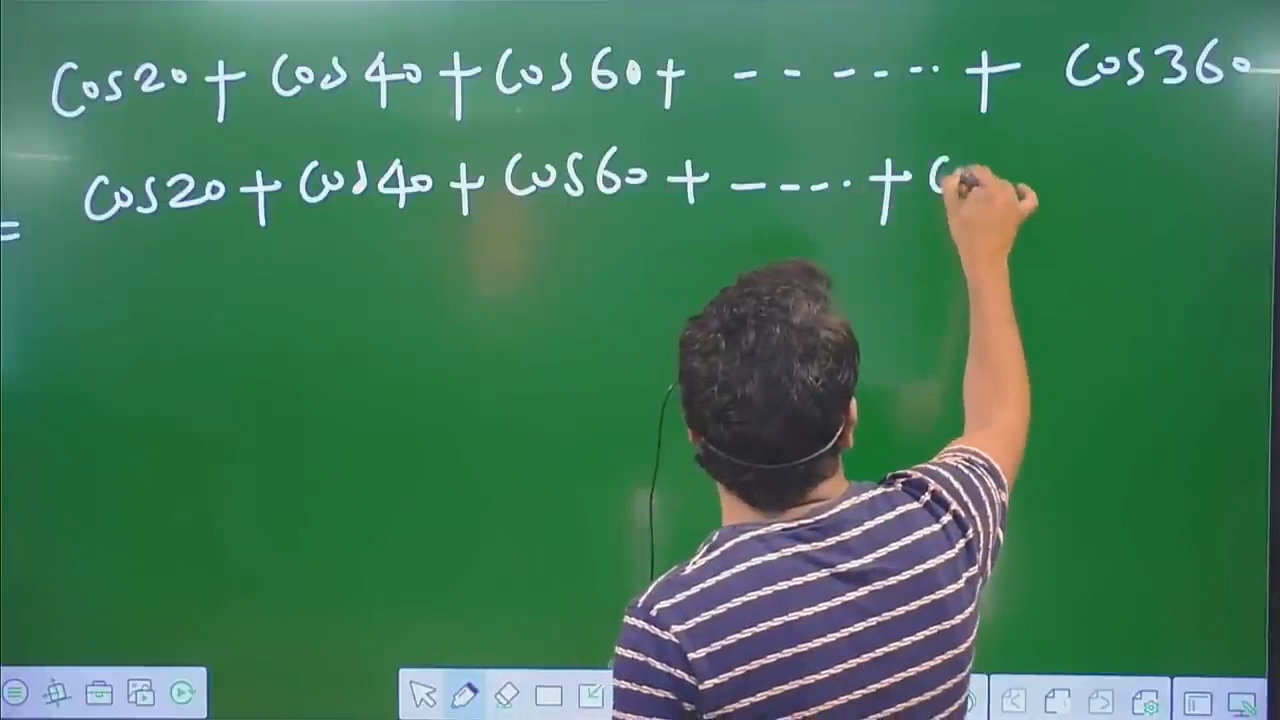 cos20 + cos40 + cos60 + ------- + cos360
= cos20 + cos40 + cos60 + ----. + c